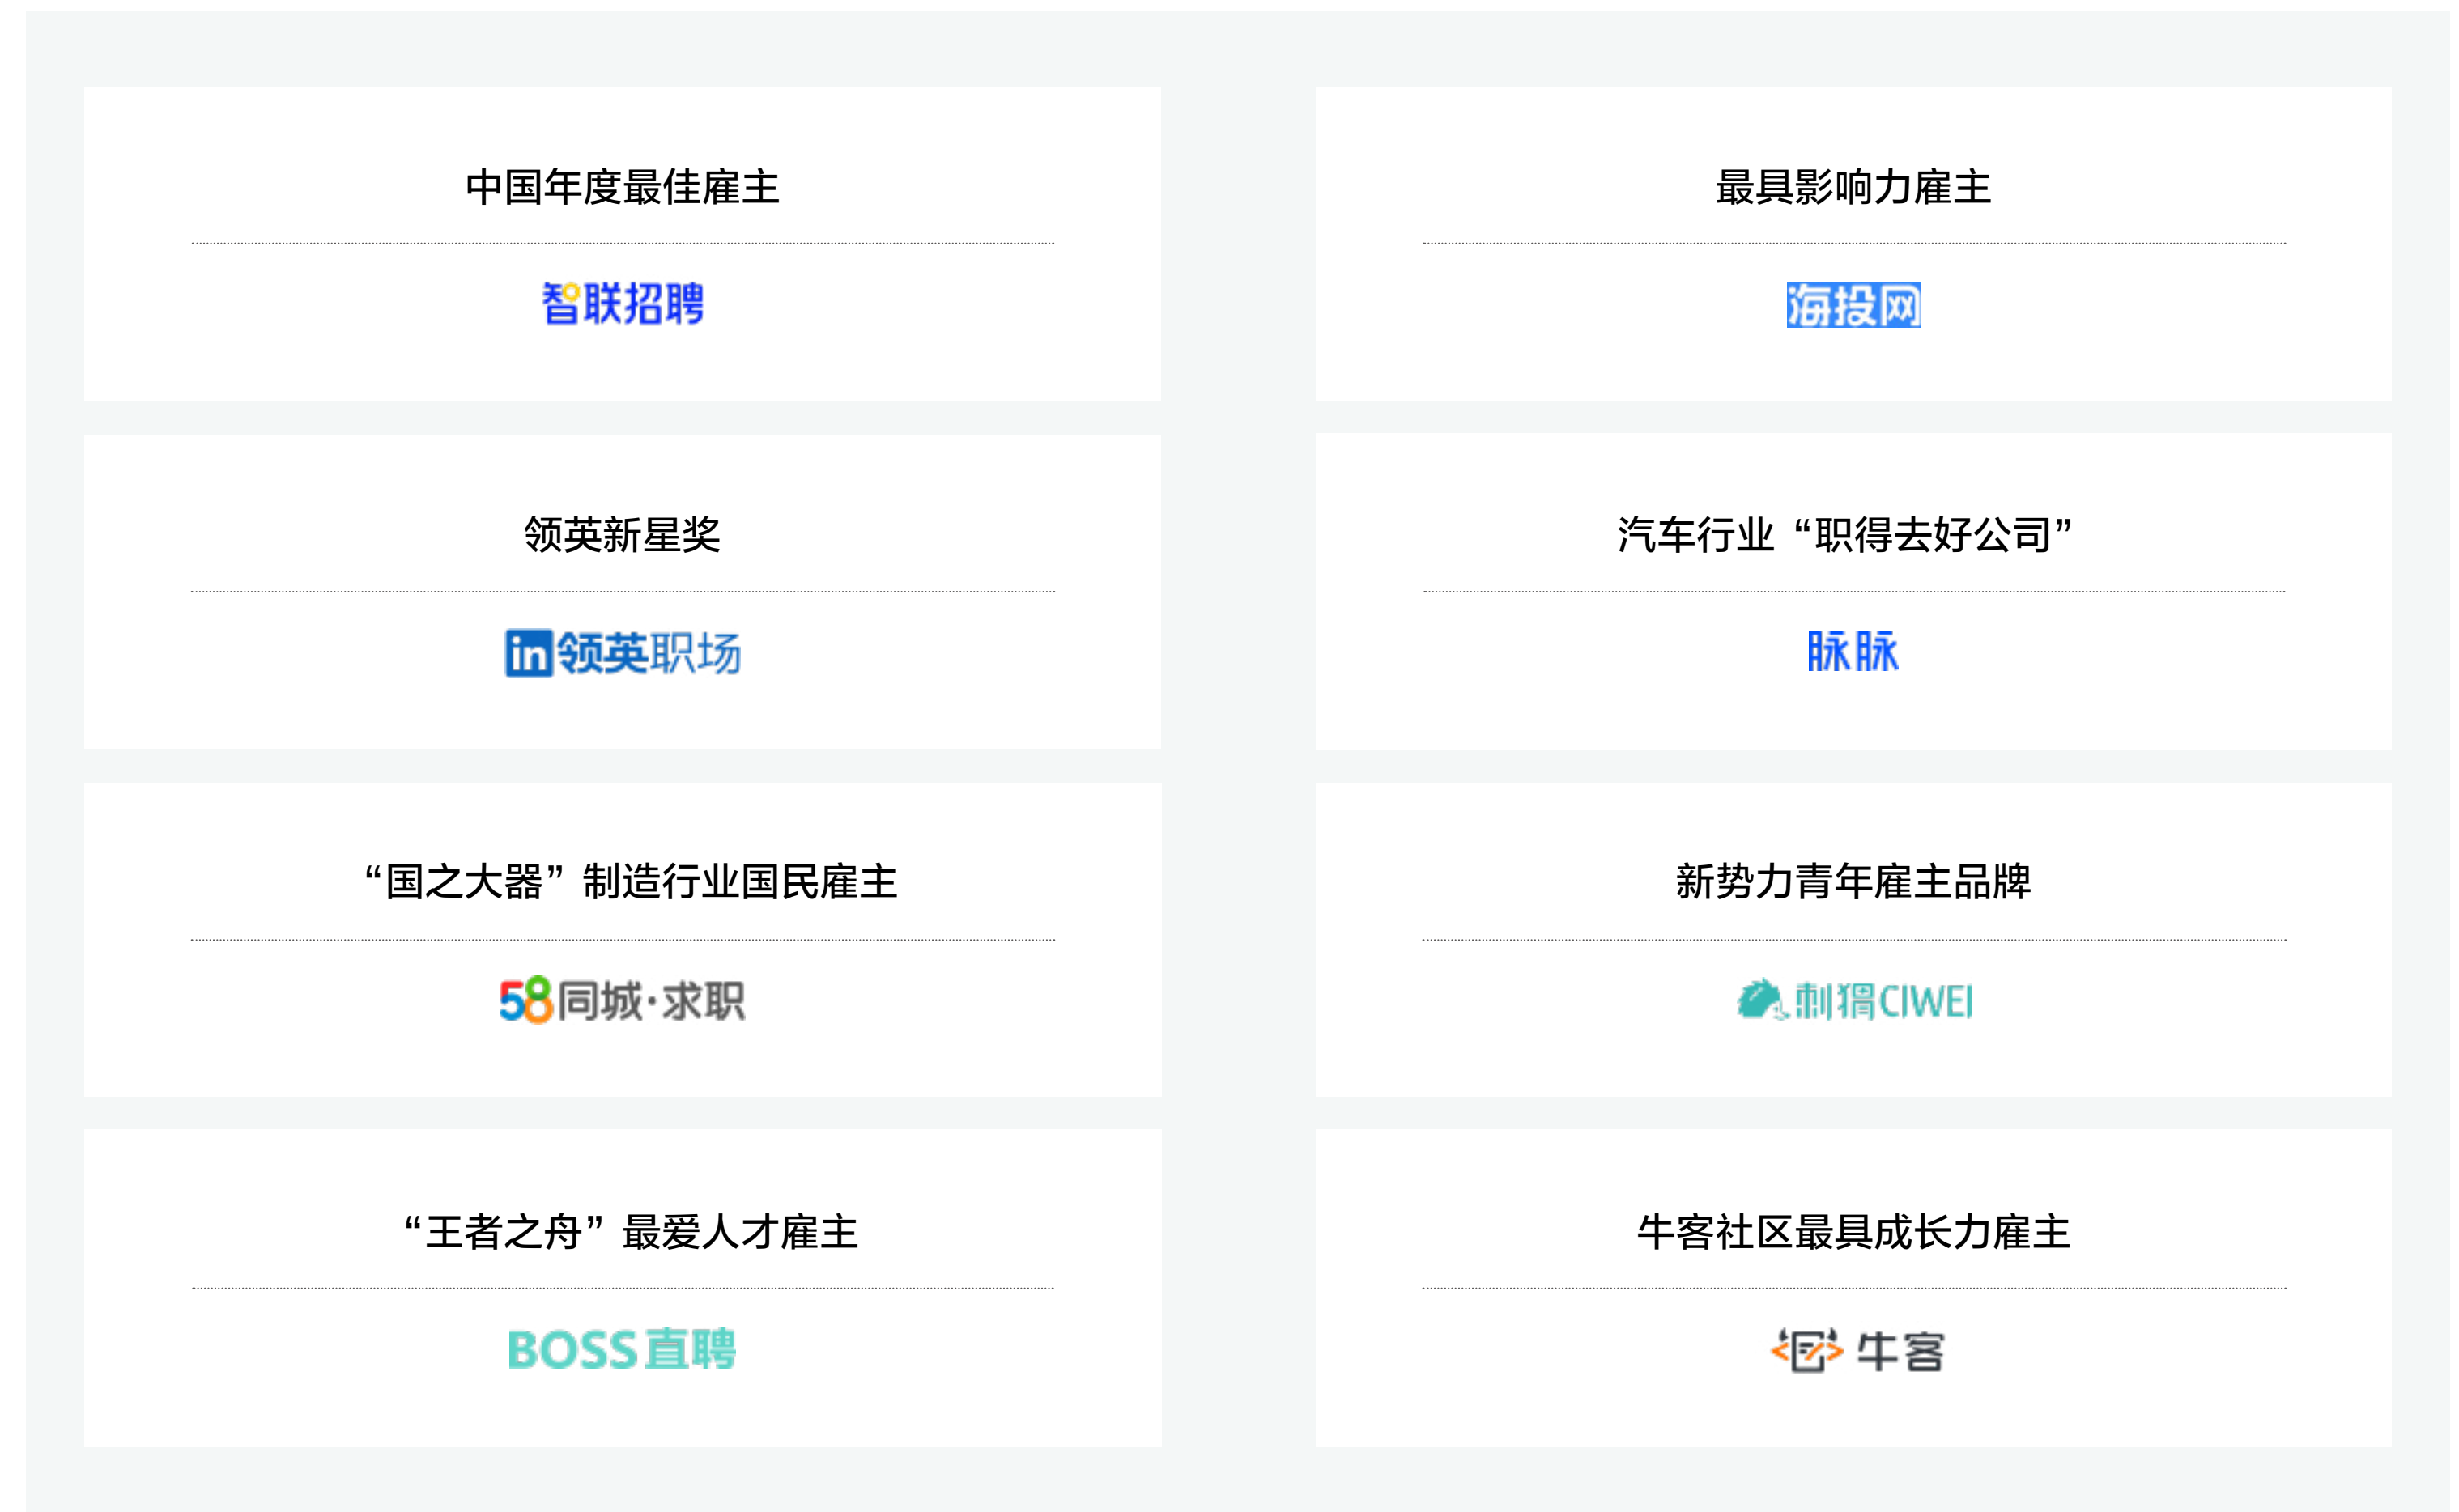 中国年度最佳雇主
智联招聘
最具影响力雇主
海投网
领英新星奖
in领英职场
汽车行业“职得去好公司”
脉脉
“国之大器”制造行业国民雇主
58同城·求职
新势力青年雇主品牌
刺猬CIWEI
“王者之舟”最爱人才雇主
BOSS直聘
牛客社区最具成长力雇主
牛客